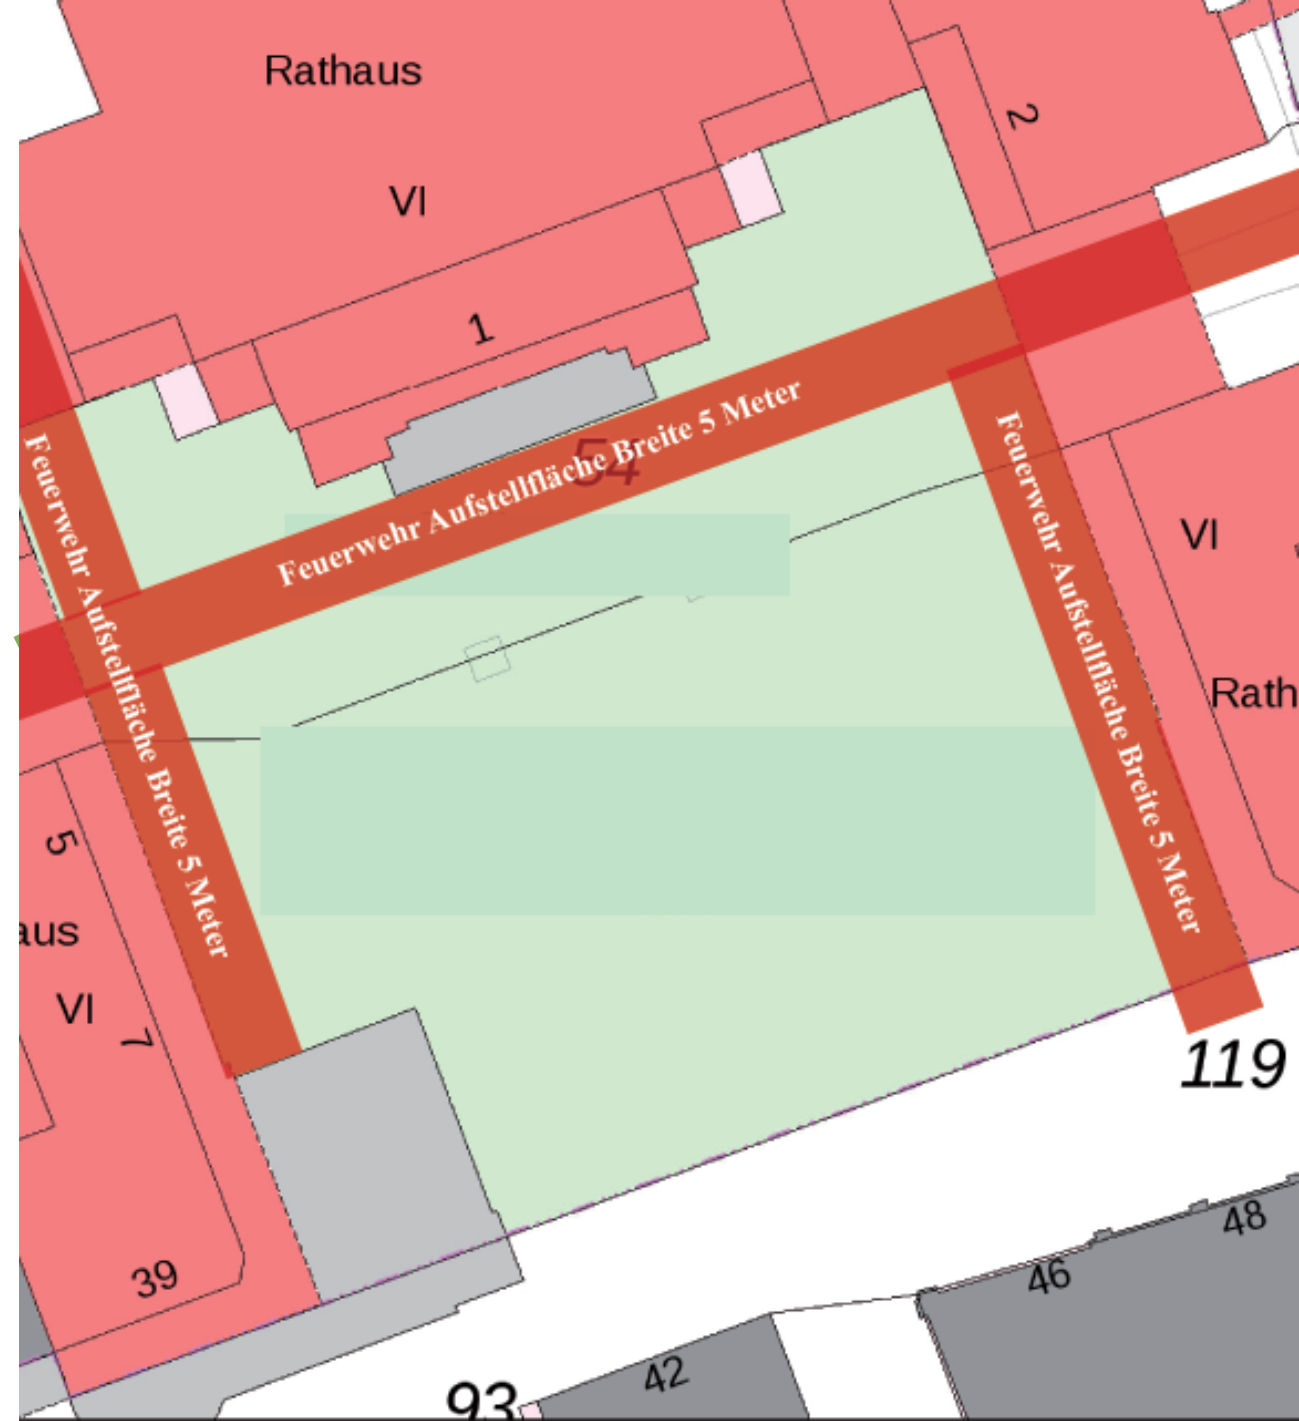 Rathaus
2
VI
1
Feuerwehr Aufstellfläche Breite 5 Meter
54
Feuerwehr Aufstellfläche Breite 5 Meter
Feuerwehr Aufstellfläche Breite 5 Meter
VI
Rath
5
aus
VI
7
119
39
48
46
42
93